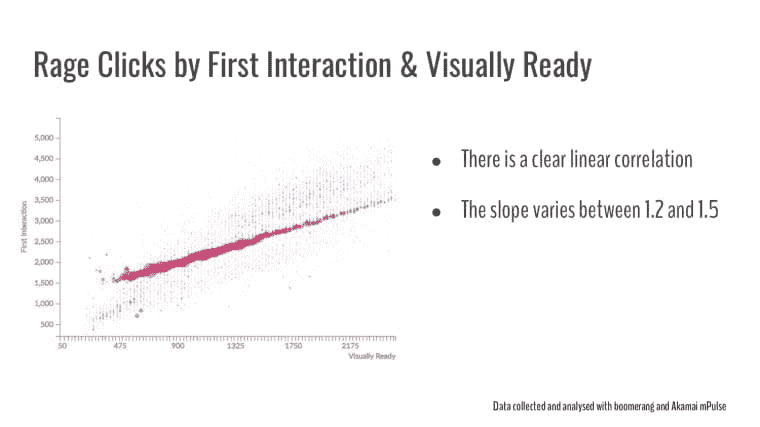 Rage Clicks by First Interaction & Visually Ready
5,000
4,500
4,000
3,500
3,000
2,500
2,000
1,500
1,000
500
First Interaction
50 475 900 1325 1750 2175
Visually Ready
● There is a clear linear correlation
● The slope varies between 1.2 and 1.5
Data collected and analysed with boomerang and Akamai mPulse